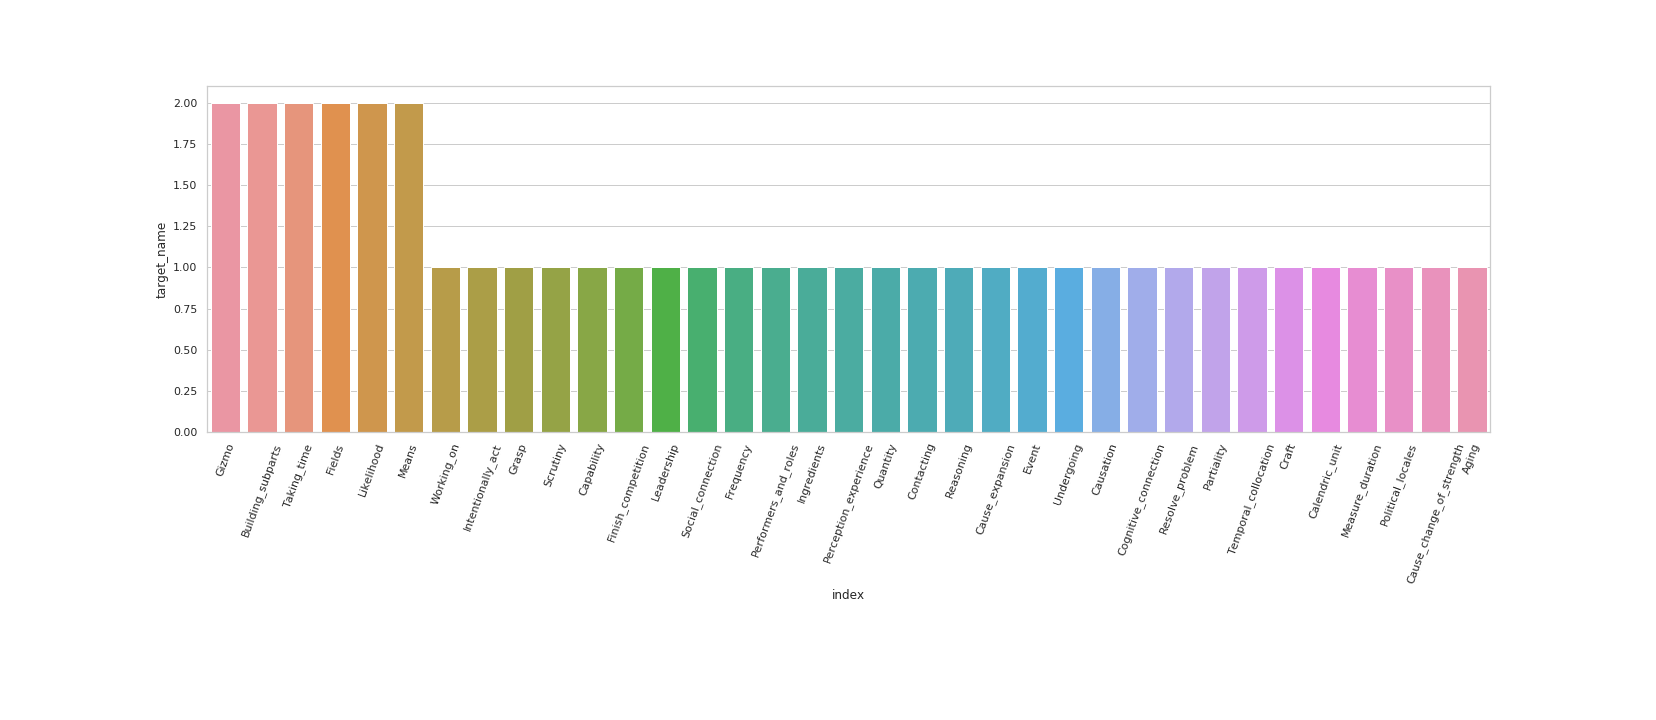 2.00
1.75
1.50
1.25
1.00
0.75
0.50
0.25
0.00
target_name
Gizmo
Building_subparts
Taking_time
Fields
Likelihood
Means
Working_on
Intentionally_act
Grasp
Scrutiny
Capability
Finish_competition
Leadership
Social_connection
Frequency
Performers_and_roles
Ingredients
Perception_experience
Quantity
Contacting
Reasoning
Cause_expansion
Event
Undergoing
Causation
Cognitive_connection
Resolve_problem
Partiality
Temporal_collocation
Craft
Calendric_unit
Measure_duration
Political_locales
Cause_change_of_strength
Aging
index